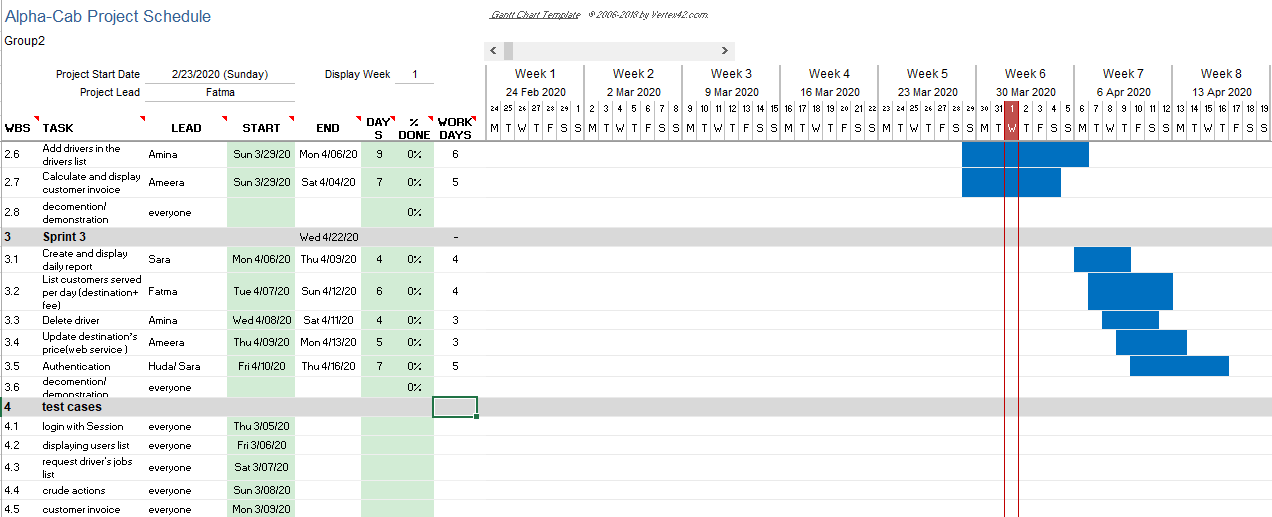 Alpha-Cab Project Schedule
Gantt Chart Template © 2006-2018 by Vertex42.com.
Group2
Project Start Date 2/23/2020 (Sunday) Display Week 1
Project Lead Fatma
Week 1 Week 2 Week 3 Week 4 Week 5 Week 6 Week 7 Week 8
24 Feb 2020 2 Mar 2020 9 Mar 2020 16 Mar 2020 23 Mar 2020 30 Mar 2020 6 Apr 2020 13 Apr 2020
24 25 26 27 28 29 1 2 3 4 5 6 7 8 9 10 11 12 13 14 15 16 17 18 19 20 21 22 23 24 25 26 27 28 29 30 31 1 2 3 4 5 6 7 8 9 10 11 12 13 14 15 16 17 18 19
WBS TASK LEAD START END DAY
S %
DONE WORK
DAYS
M T W T F S S M T W T F S S M T W T F S S M T W T F S S M T W T F S S M T W T F S S M T W T F S S M T W T F S S
2.6 Add drivers in the
drivers list Amina Sun 3/29/20 Mon 4/06/20 9 0% 6
2.7 Calculate and display
customer invoice Ameera Sun 3/29/20 Sat 4/04/20 7 0% 5
2.8 decomention/
demonstration everyone 0%
3 Sprint 3 Wed 4/22/20 -
3.1 Create and display
daily report Sara Mon 4/06/20 Thu 4/09/20 4 0% 4
3.2 List customers served
per day (destination+
fee) Fatma Tue 4/07/20 Sun 4/12/20 6 0% 4
3.3 Delete driver Amina Wed 4/08/20 Sat 4/11/20 4 0% 3
3.4 Update destination's
price(web service ) Ameera Thu 4/09/20 Mon 4/13/20 5 0% 3
3.5 Authentication Huda/ Sara Fri 4/10/20 Thu 4/16/20 7 0% 5
3.6 decomention/
demonstration everyone 0%
4 test cases
4.1 login with Session everyone Thu 3/05/20
4.2 displaying users list everyone Fri 3/06/20
4.3 request driver's jobs
list everyone Sat 3/07/20
4.4 crude actions everyone Sun 3/08/20
4.5 customer invoice everyone Mon 3/09/20